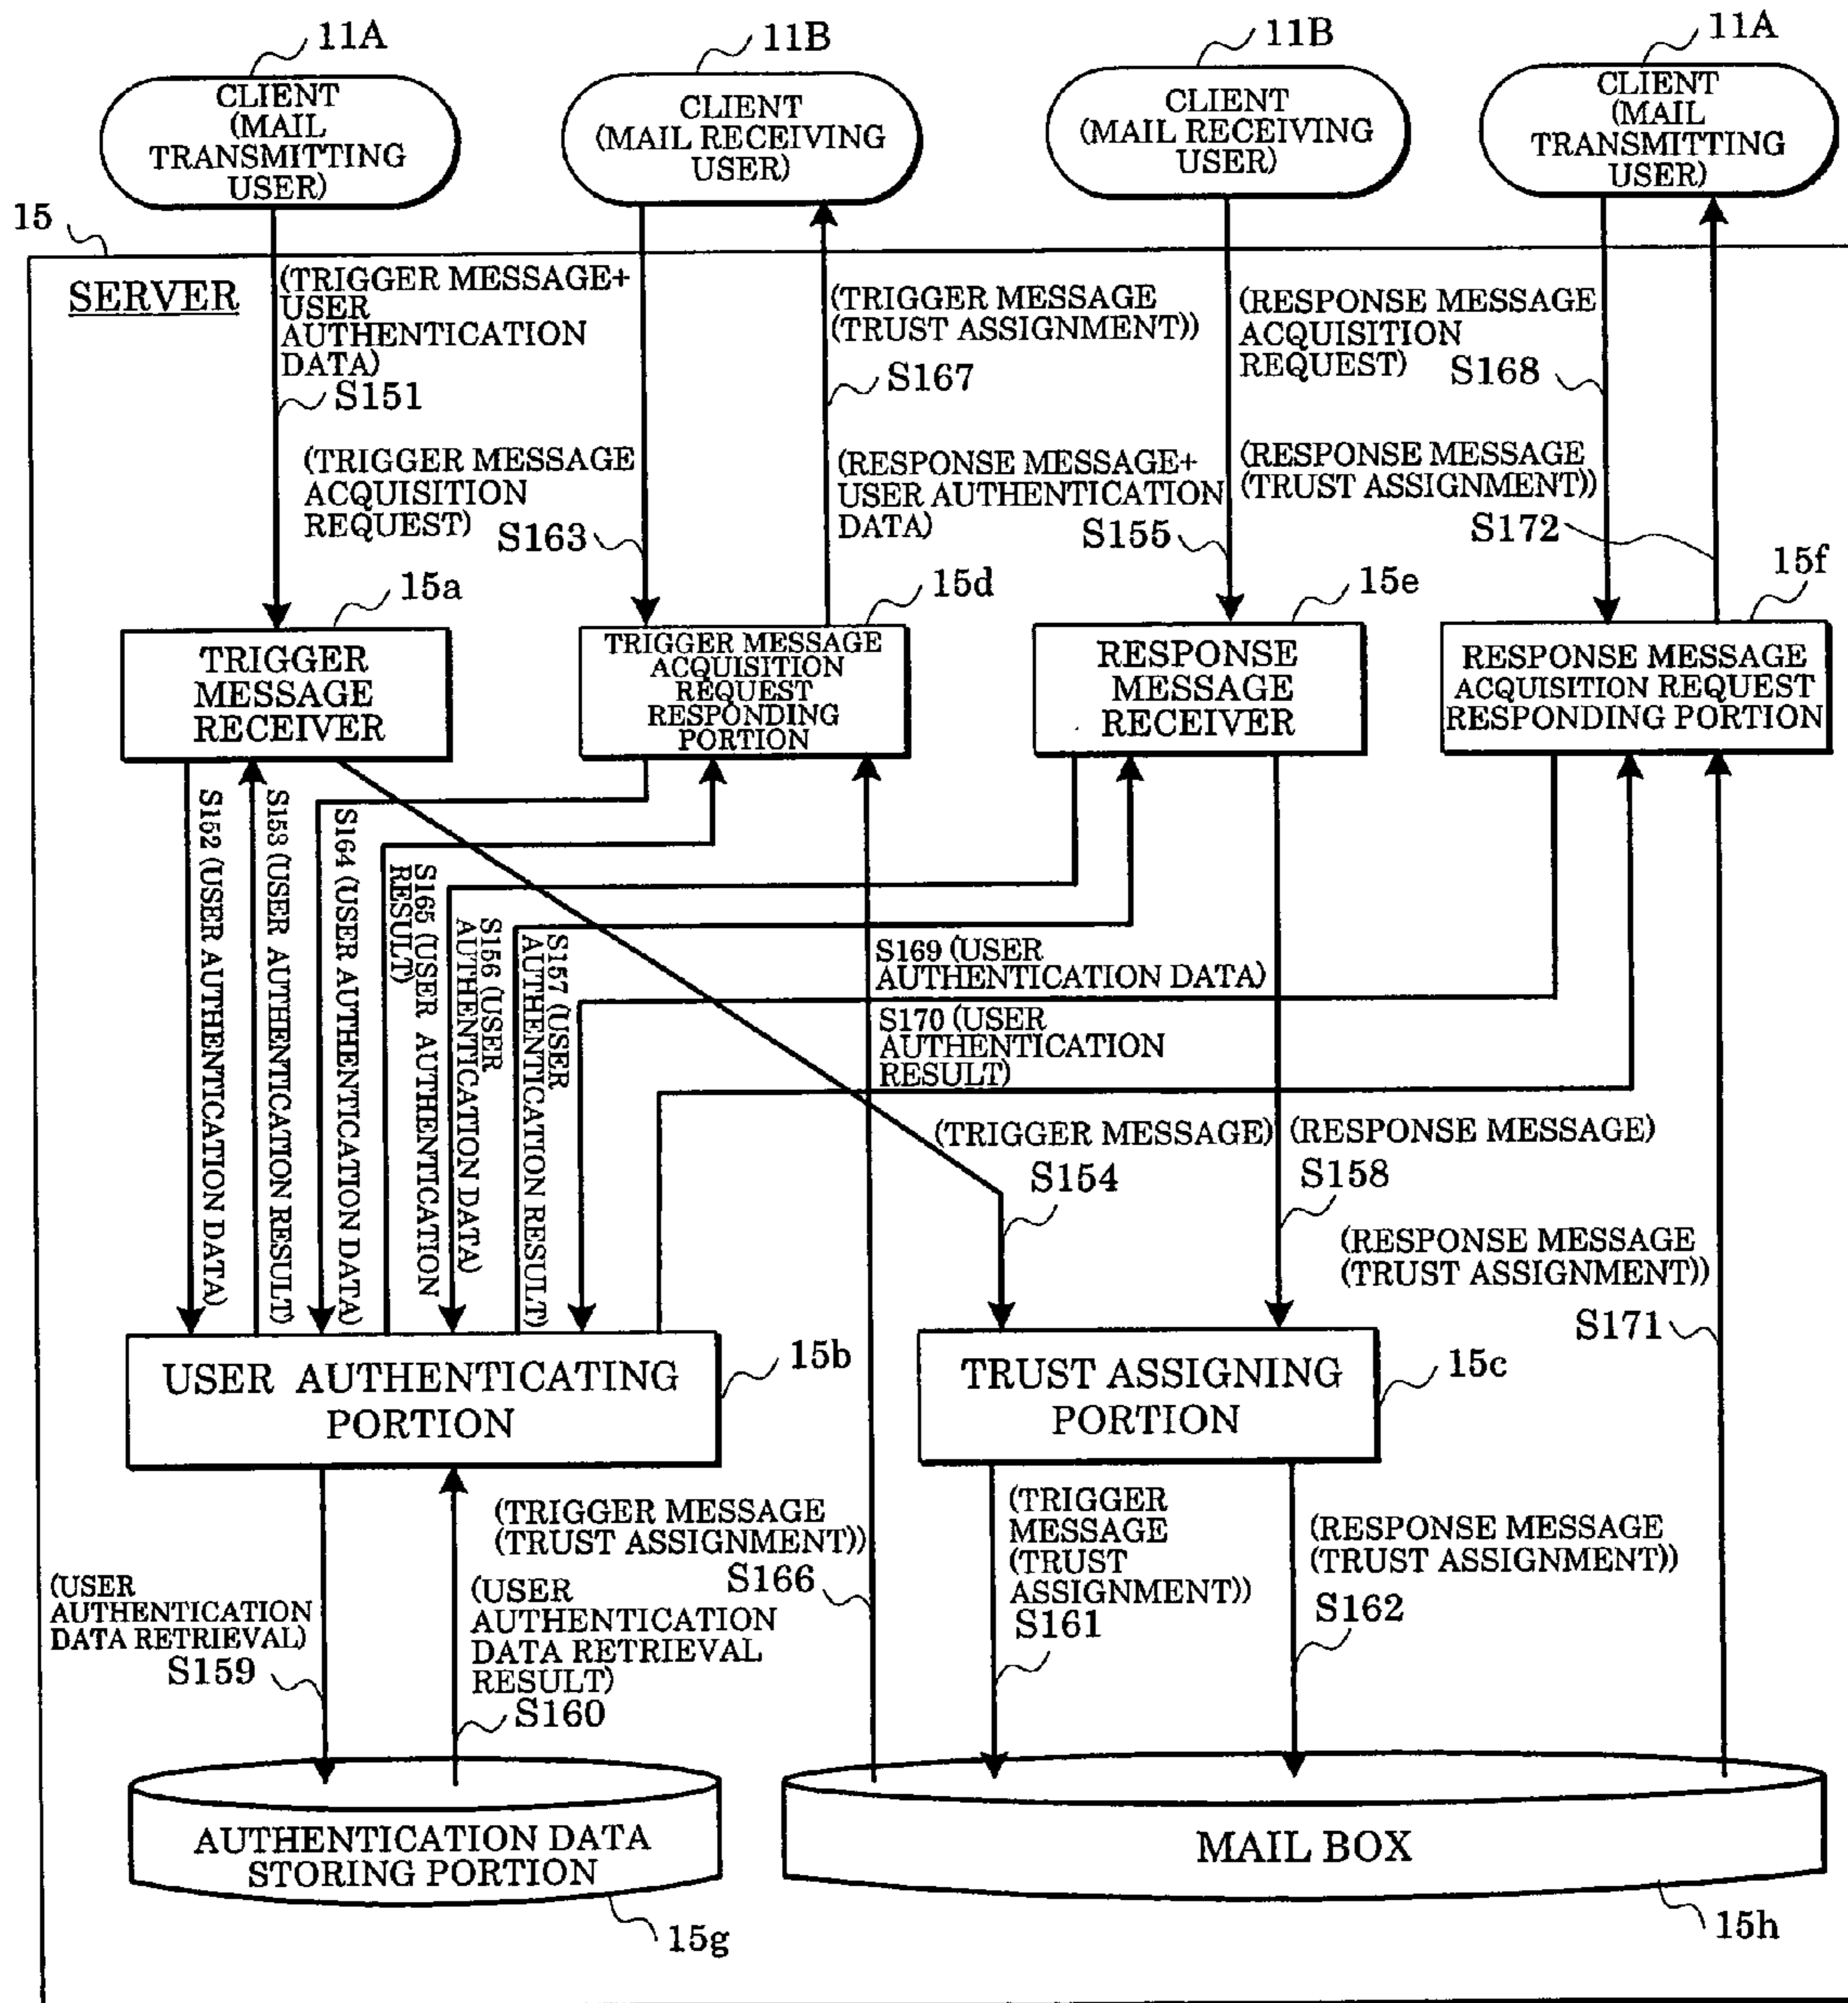 11A
11B
11B
11A
CLIENT
(MAIL
TRANSMITTING
USER)
CLIENT
(MAIL RECEIVING
USER)
CLIENT
(MAIL RECEIVING
USER)
CLIENT
(MAIL
TRANSMITTING
USER)
15
SERVER
(TRIGGER MESSAGE+
USER
AUTHENTICATION
DATA)
S151
(TRIGGER MESSAGE
(TRUST ASSIGNMENT))
S167
(RESPONSE MESSAGE
ACQUISITION
REQUEST)
S168
(TRIGGER MESSAGE
ACQUISITION
REQUEST)
S163
(RESPONSE MESSAGE+
USER AUTHENTICATION
DATA)
S155
(RESPONSE MESSAGE
(TRUST ASSIGNMENT))
S172
15a
15d
15e
15f
TRIGGER
MESSAGE
RECEIVER
TRIGGER MESSAGE
ACQUISITION
REQUEST
RESPONDING
PORTION
RESPONSE
MESSAGE
RECEIVER
RESPONSE MESSAGE
ACQUISITION REQUEST
RESPONDING PORTION
S152 (USER AUTHENTICATION DATA)
S153 (USER AUTHENTICATION RESULT)
S164 (USER AUTHENTICATION DATA)
S165 (USER AUTHENTICATION
RESULT)
S156 (USER
AUTHENTICATION DATA)
S157 (USER
AUTHENTICATION RESULT)
S169 (USER
AUTHENTICATION DATA)
S170 (USER
AUTHENTICATION
RESULT)
(TRIGGER MESSAGE)
S154
(RESPONSE MESSAGE)
S158
(RESPONSE MESSAGE
(TRUST ASSIGNMENT))
S171
USER AUTHENTICATING
PORTION
15b
TRUST ASSIGNING
PORTION
15c
(TRIGGER MESSAGE
(TRUST ASSIGNMENT))
S166
(TRIGGER
MESSAGE
(TRUST
ASSIGNMENT))
S161
(RESPONSE MESSAGE
(TRUST ASSIGNMENT))
S162
(USER
AUTHENTICATION
DATA RETRIEVAL)
S159
(USER
AUTHENTICATION
DATA RETRIEVAL
RESULT)
S160
AUTHENTICATION DATA
STORING PORTION
15g
MAIL BOX
15h